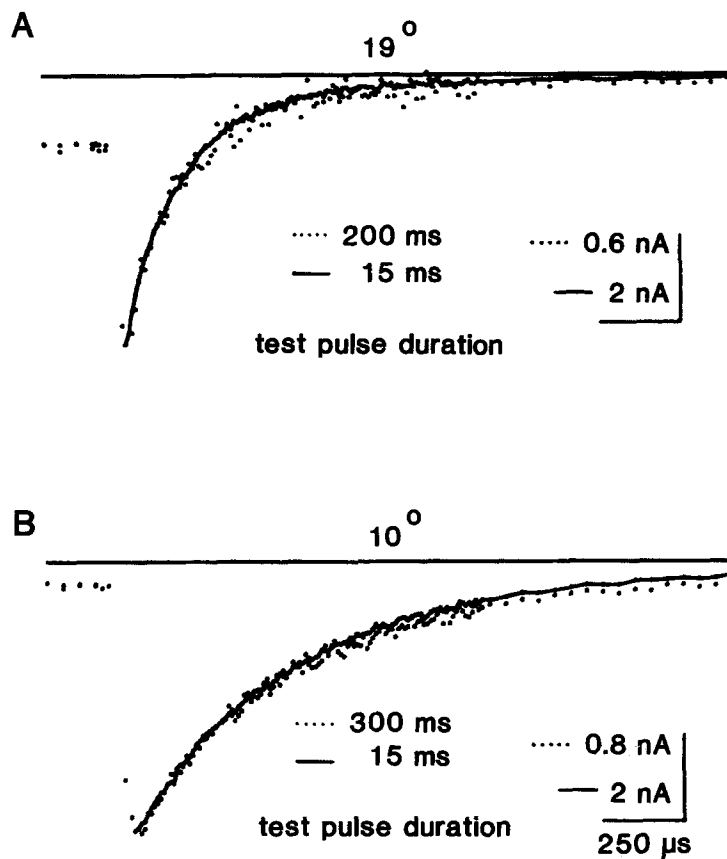 A
19°
200 ms
15 ms
test pulse duration
0.6 nA
2 nA
B
10°
300 ms
15 ms
test pulse duration
0.8 nA
2 nA
250 µs